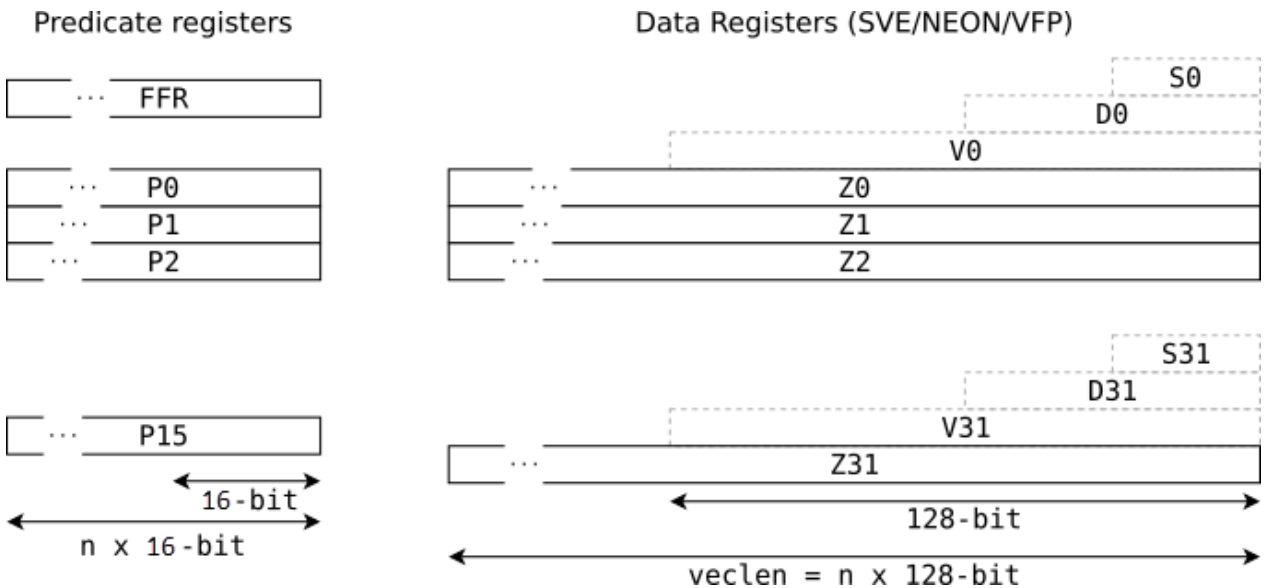 Predicate registers
Data Registers (SVE/NEON/VFP)
S0
... FFR
D0
V0
... P0
... Z0
... P1
... Z1
... P2
... Z2
S31
D31
V31
... P15
... Z31
16-bit
128-bit
n x 16-bit
veclen = n x 128-bit